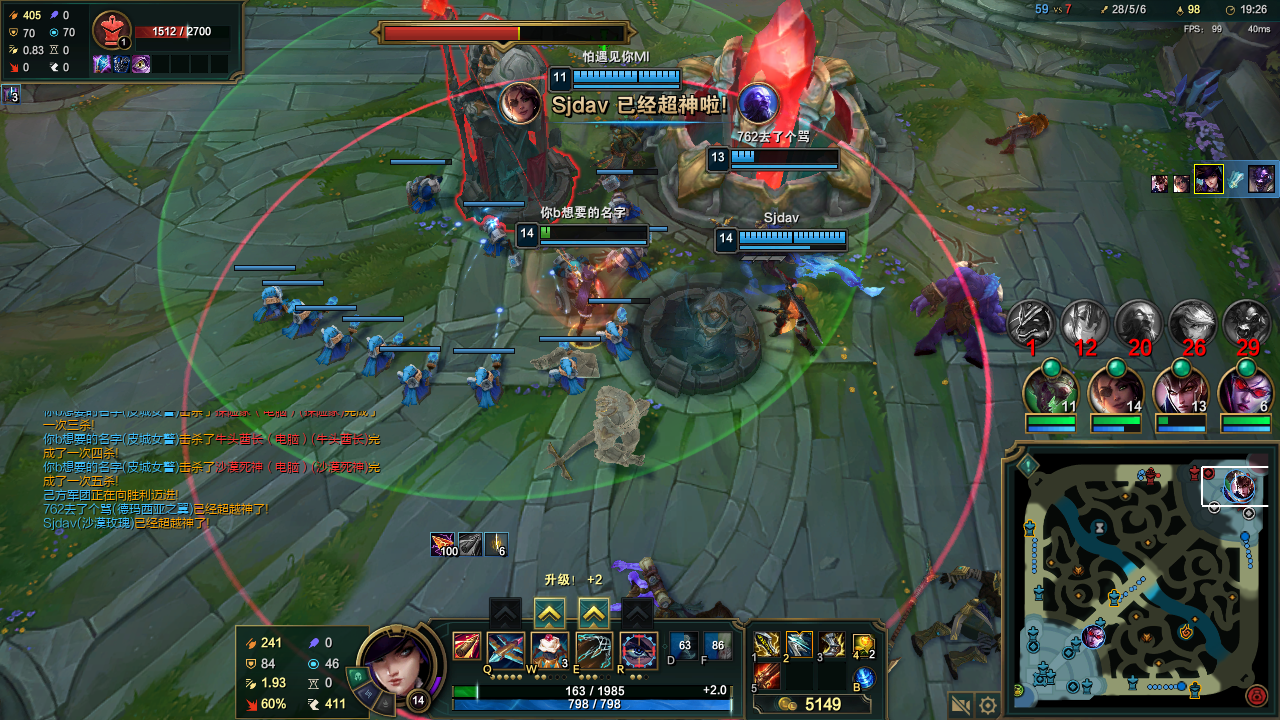 405 0
70 70
0.83 0
0 0
1
1512 / 2700
3
59 vs 7
28/5/6
98
19:26
FPS: 99
40ms
怕遇见你MI
11
Sjdav 已经超神啦!
762去了个骂
13
你b想要的名字
14
Sjdav
14
1 12 20 26 29
11 14 13 6
一次三杀!
你b想要的名字(皮城女警)击杀了牛头酋长（电脑）(牛头酋长)完
成了一次四杀!
你b想要的名字(皮城女警)击杀了沙漠死神（电脑）(沙漠死神)完
成了一次五杀!
己方军团正在向胜利迈进!
762去了个骂(德玛西亚之翼)已经超越神了!
Sjdav(沙漠玫瑰)已经超越神了!
100 6
升级! +2
241 0
84 46
1.93 0
60% 411
14
Q W 3 E R D 63 F 86
163 / 1985 +2.0
798 / 798
1 2 3 4 2
5 B
5149